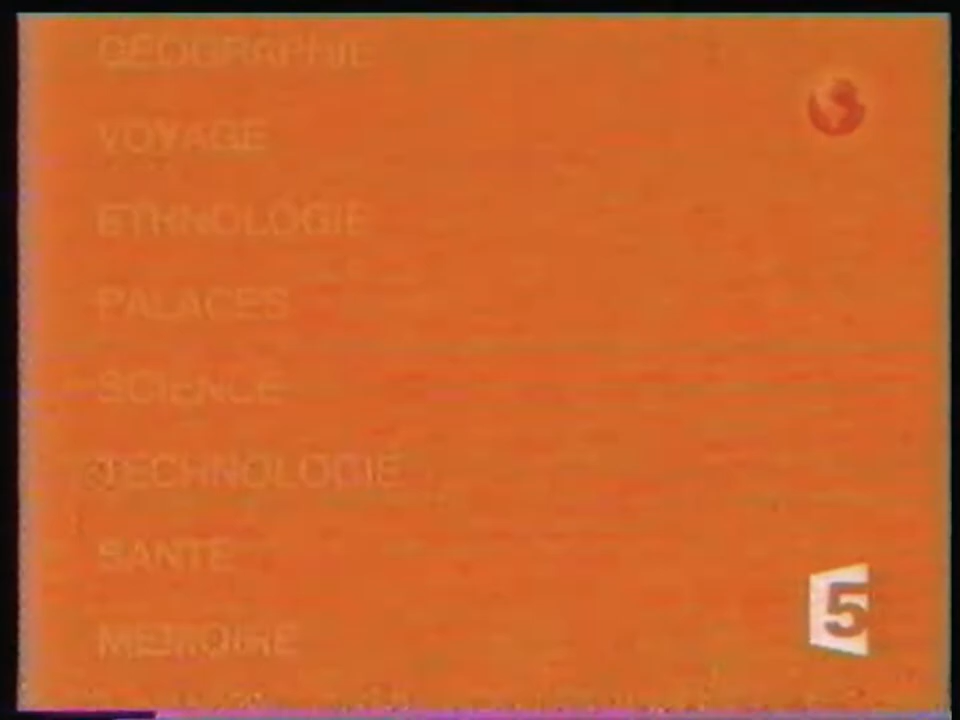 GEOGRAPHIE
VOYAGE
ETHNOLOGIE
PALACES
SCIENCE
TECHNOLOGIE
SANTE
MEMOIRE
5